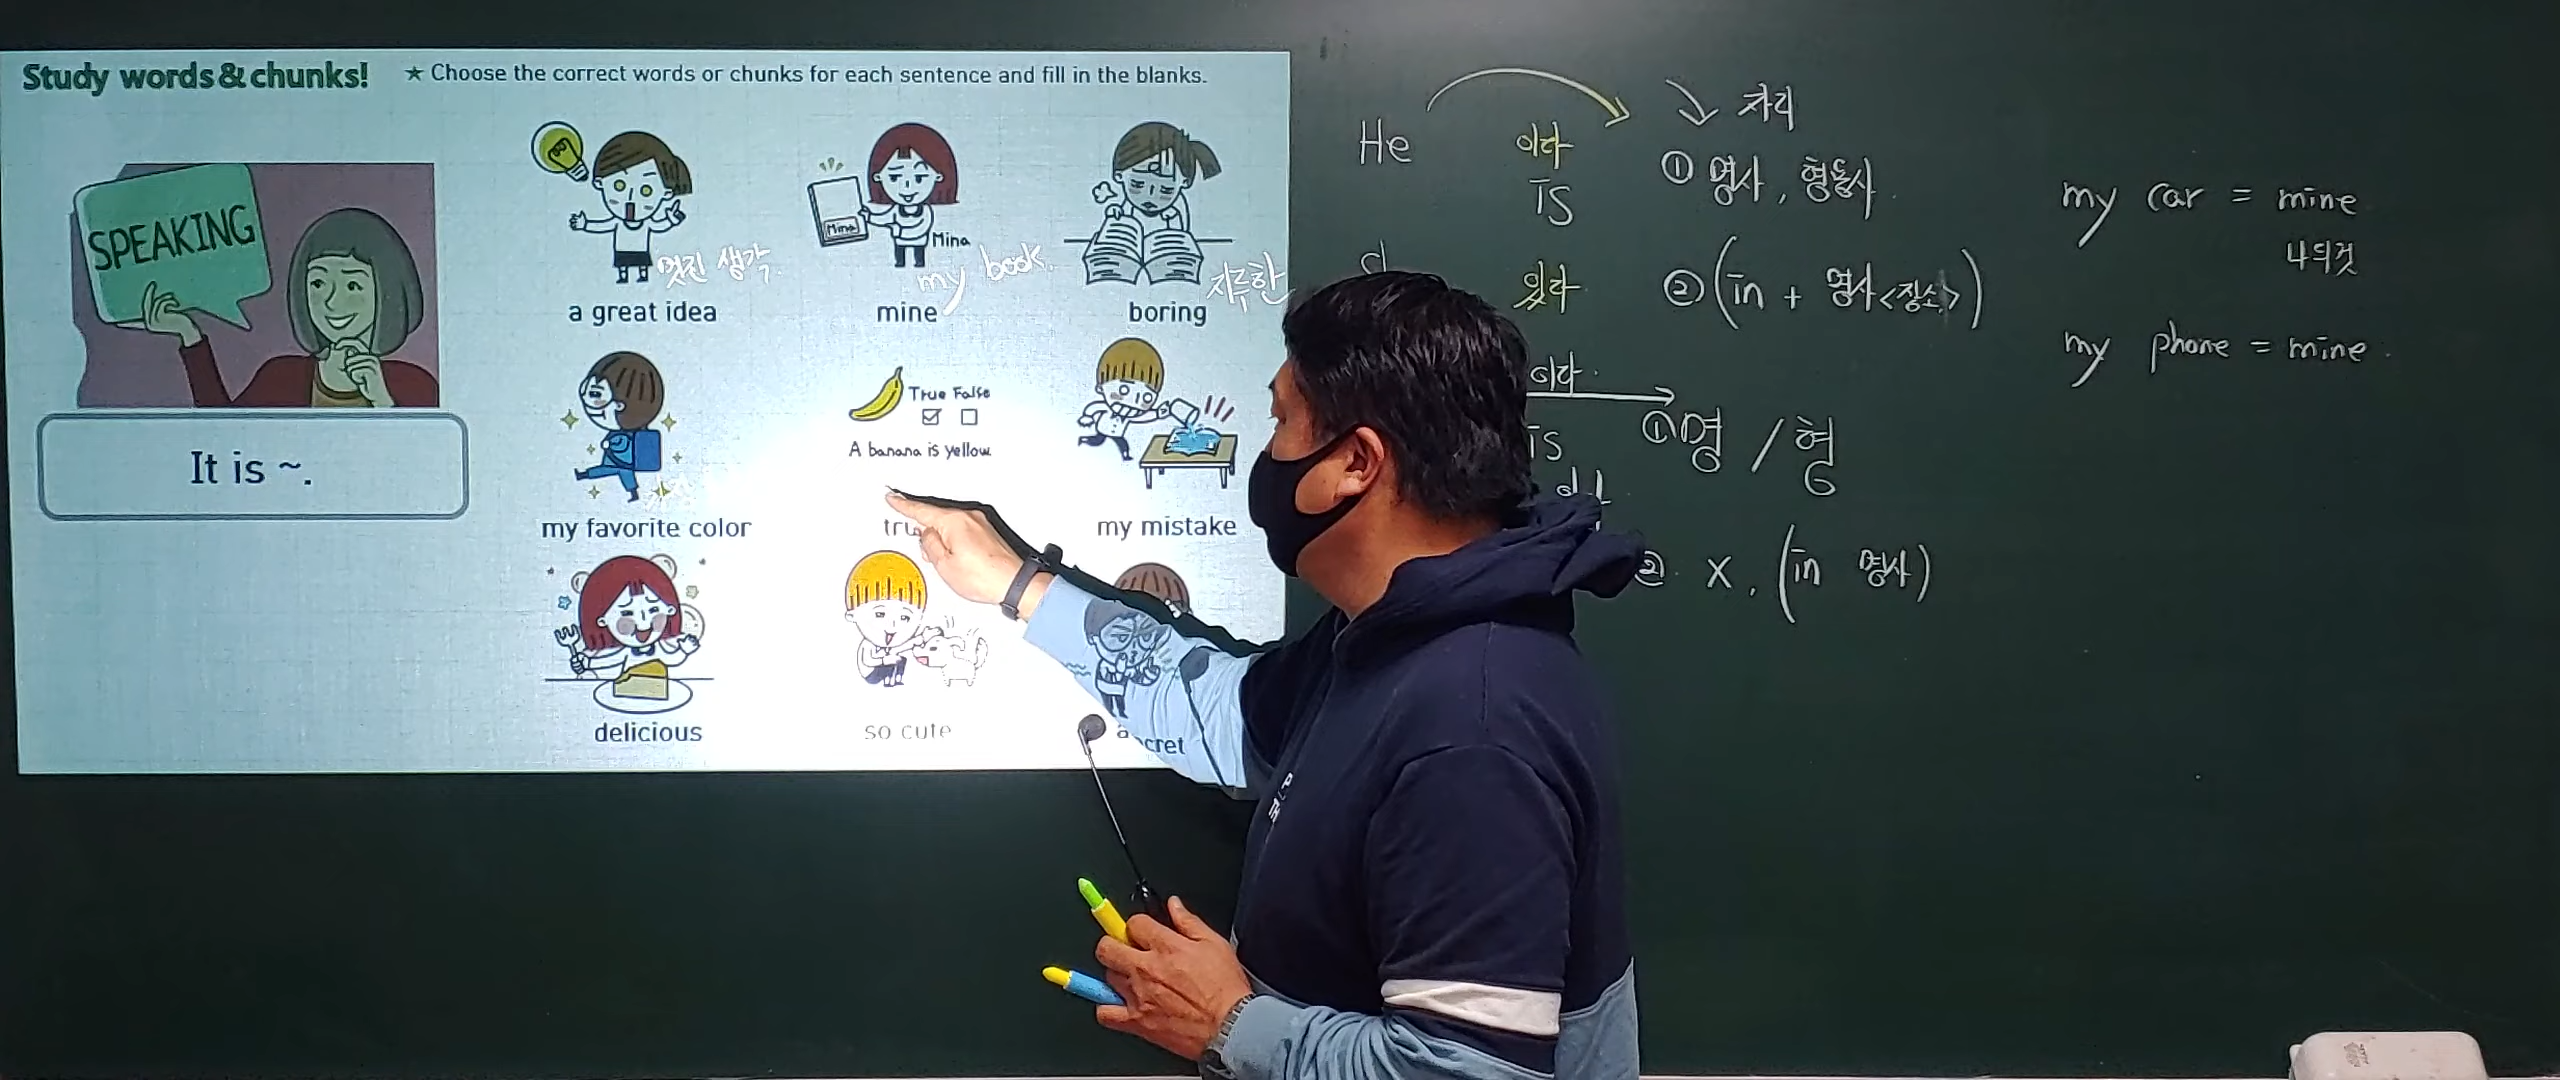 Study words & chunks!
★ Choose the correct words or chunks for each sentence and fill in the blanks.
SPEAKING
It is ~.
Mina
Mina
멋진 생각
my book.
지루한
a great idea
mine
boring
True False
A banana is yellow
my favorite color
my mistake
delicious
so cute
He
이다
is
↘ 자리
① 명사, 형용사
있다
② (in + 명사<장소>)
이다.
is
① 명 / 형
② X, (in 명사)
my car = mine
나의것
my phone = mine.